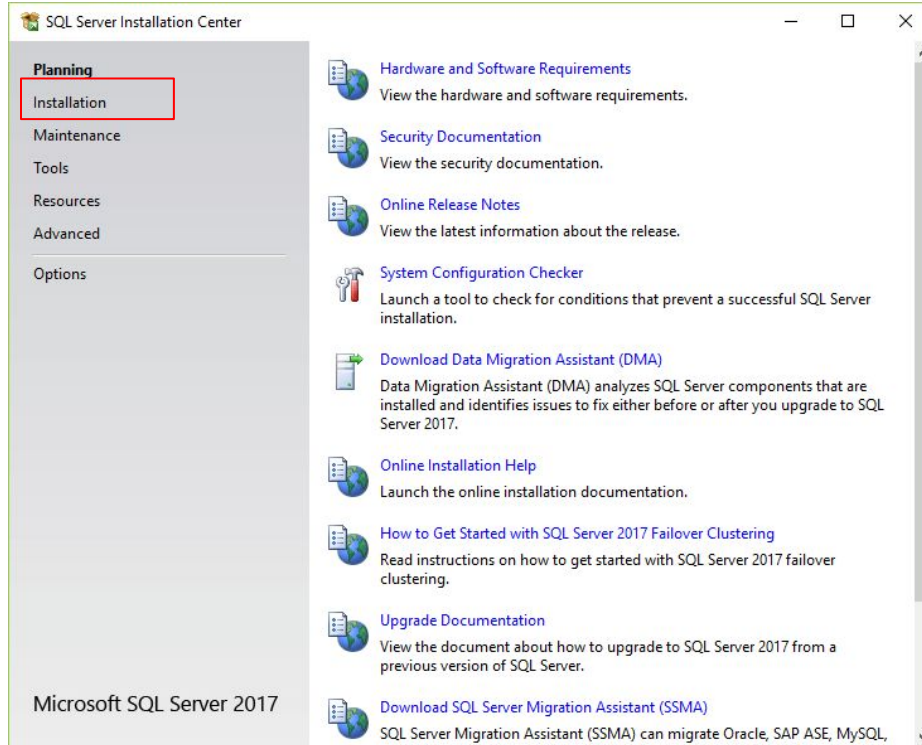 SQL Server Installation Center
Planning
Installation
Maintenance
Tools
Resources
Advanced
Options
Microsoft SQL Server 2017
Hardware and Software Requirements
View the hardware and software requirements.
Security Documentation
View the security documentation.
Online Release Notes
View the latest information about the release.
System Configuration Checker
Launch a tool to check for conditions that prevent a successful SQL Server
installation.
Download Data Migration Assistant (DMA)
Data Migration Assistant (DMA) analyzes SQL Server components that are
installed and identifies issues to fix either before or after you upgrade to SQL
Server 2017.
Online Installation Help
Launch the online installation documentation.
How to Get Started with SQL Server 2017 Failover Clustering
Read instructions on how to get started with SQL Server 2017 failover
clustering.
Upgrade Documentation
View the document about how to upgrade to SQL Server 2017 from a
previous version of SQL Server.
Download SQL Server Migration Assistant (SSMA)
SQL Server Migration Assistant (SSMA) can migrate Oracle, SAP ASE, MySQL,